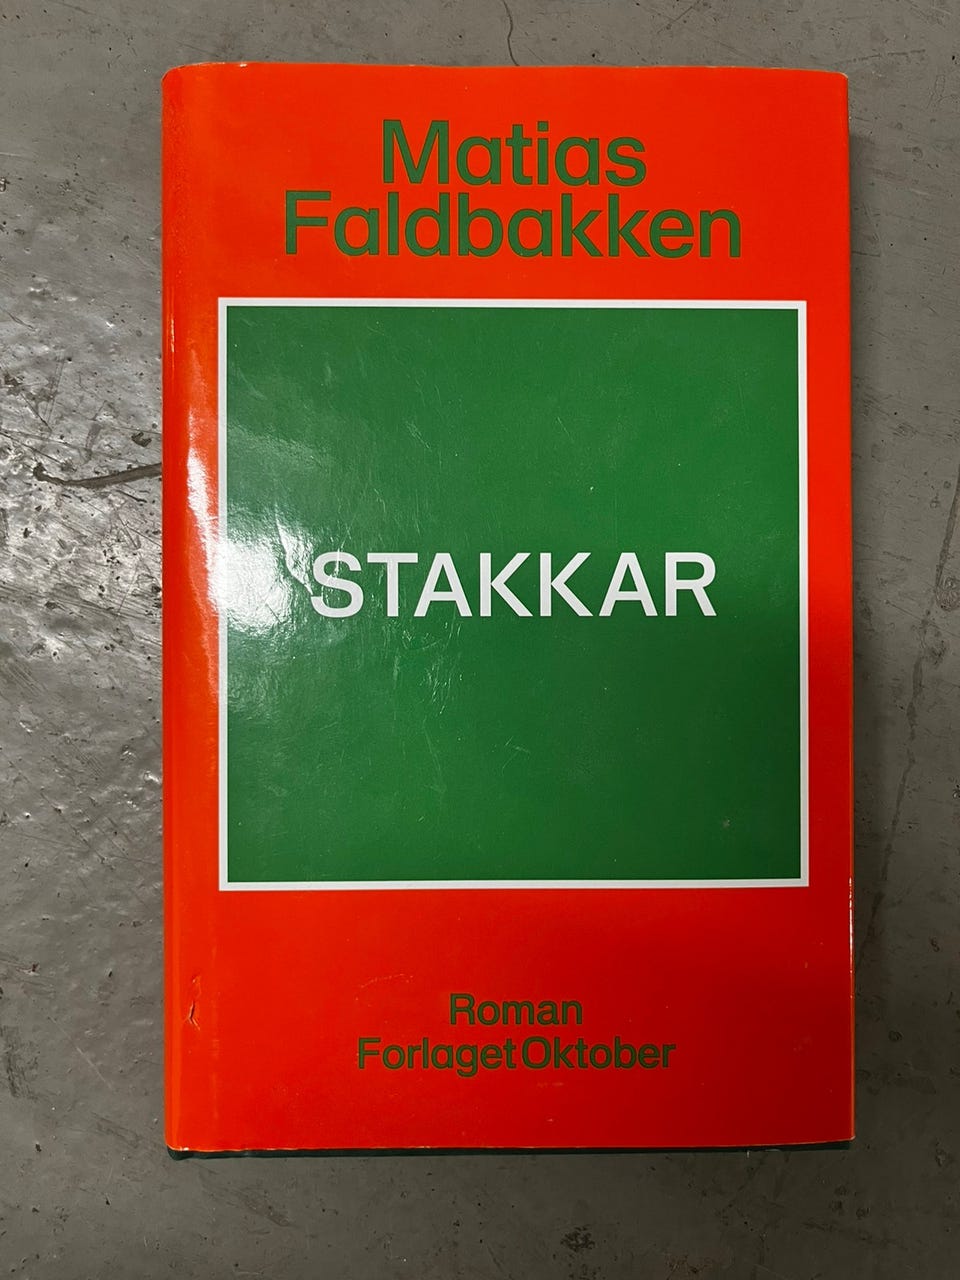 Matias
Faldbakken
STAKKAR
Roman
Forlaget Oktober